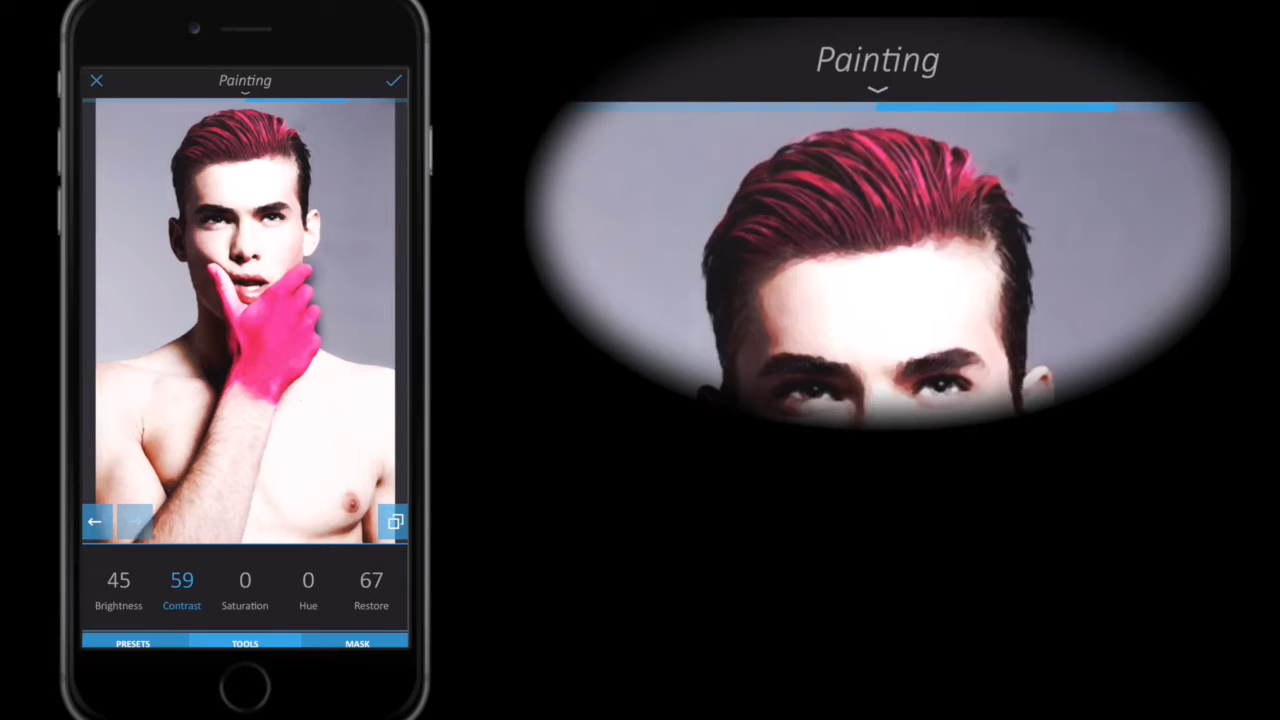 Painting
45 59 0 0 67
Brightness Contrast Saturation Hue Restore
PRESETS TOOLS MASK
Painting